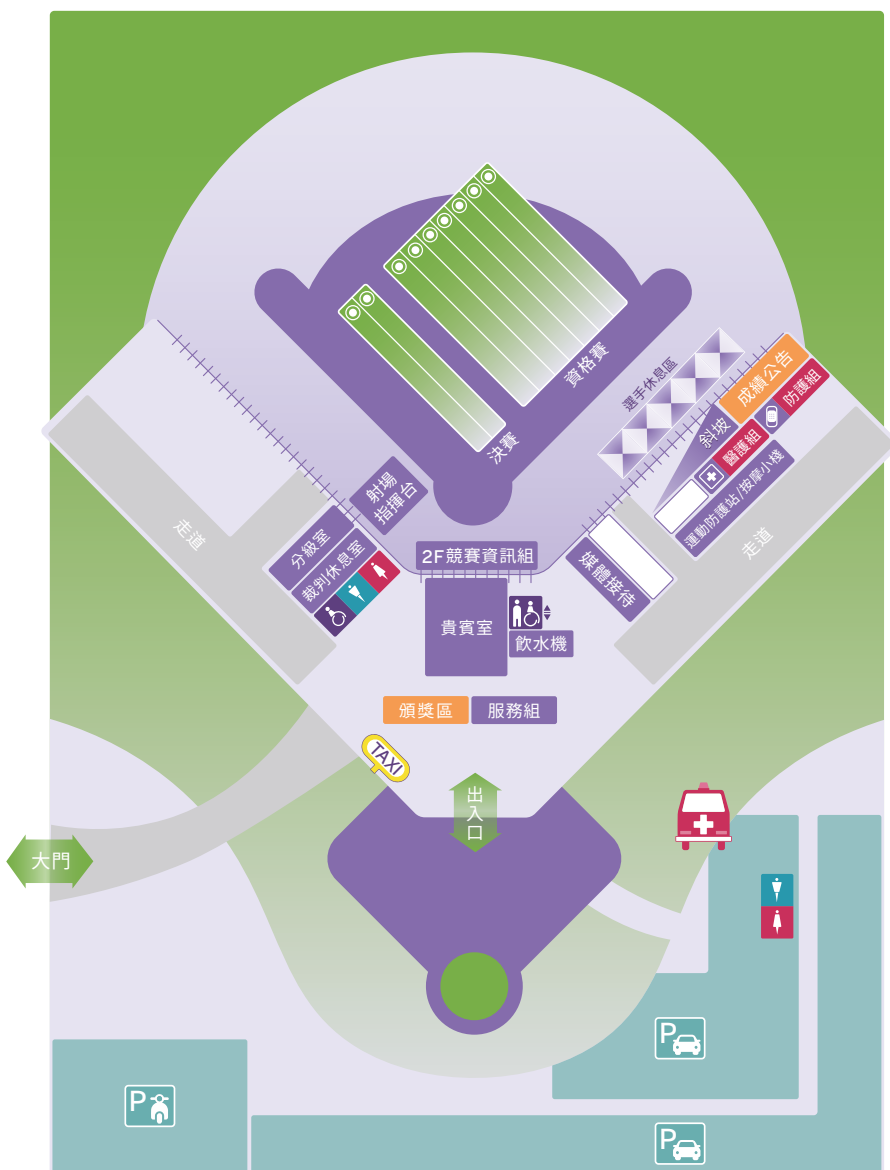 資格賽
決賽
選手休息區
成績公告
防護組
斜坡
醫護組
運動防護站/按摩小棧
走道
走道
射場
指揮台
分級室
裁判休息室
2F競賽資訊組
媒體接待
貴賓室
飲水機
頒獎區
服務組
TAXI
出入口
大門
P
P
P